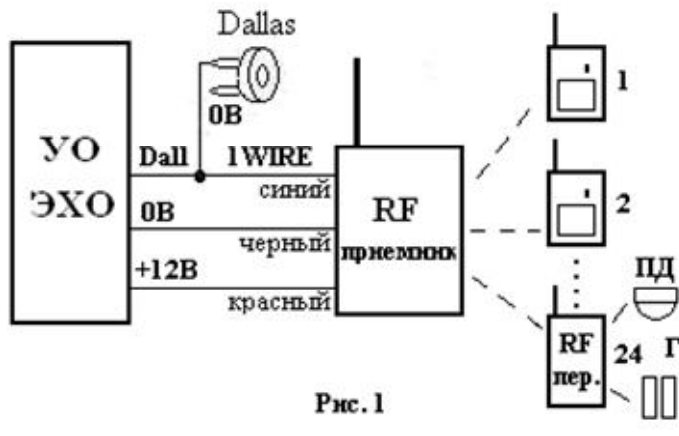 Dallas
0В
УО
ЭХО
Dall 1WIRE
синий
0В
черный
+12В
красный
RF
приемник
1
2
ПД
RF
пер.
24 Г
Рис. 1